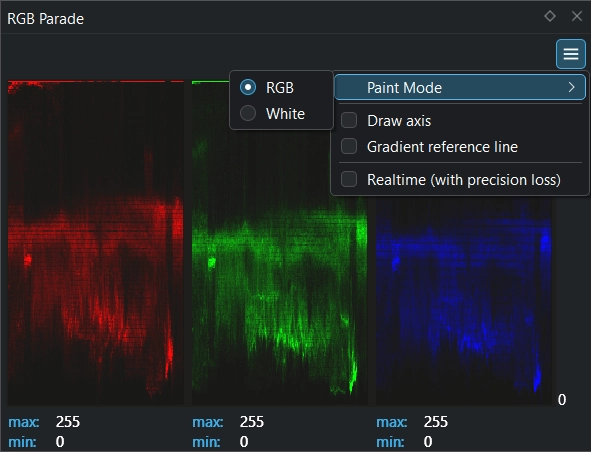 RGB Parade
RGB
White
Paint Mode
Draw axis
Gradient reference line
Realtime (with precision loss)
0
max: 255
min: 0
max: 255
min: 0
max: 255
min: 0